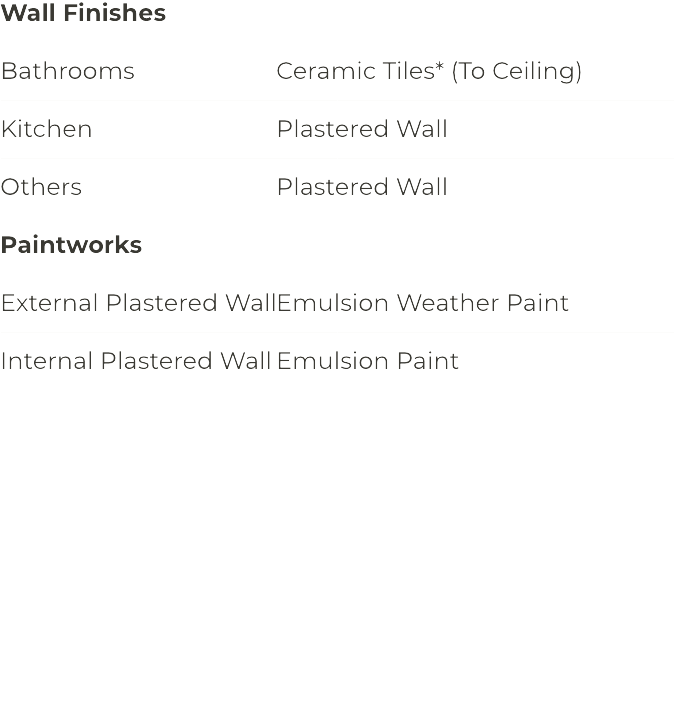 Wall Finishes
Bathrooms Ceramic Tiles* (To Ceiling)
Kitchen Plastered Wall
Others Plastered Wall
Paintworks
External Plastered Wall Emulsion Weather Paint
Internal Plastered Wall Emulsion Paint